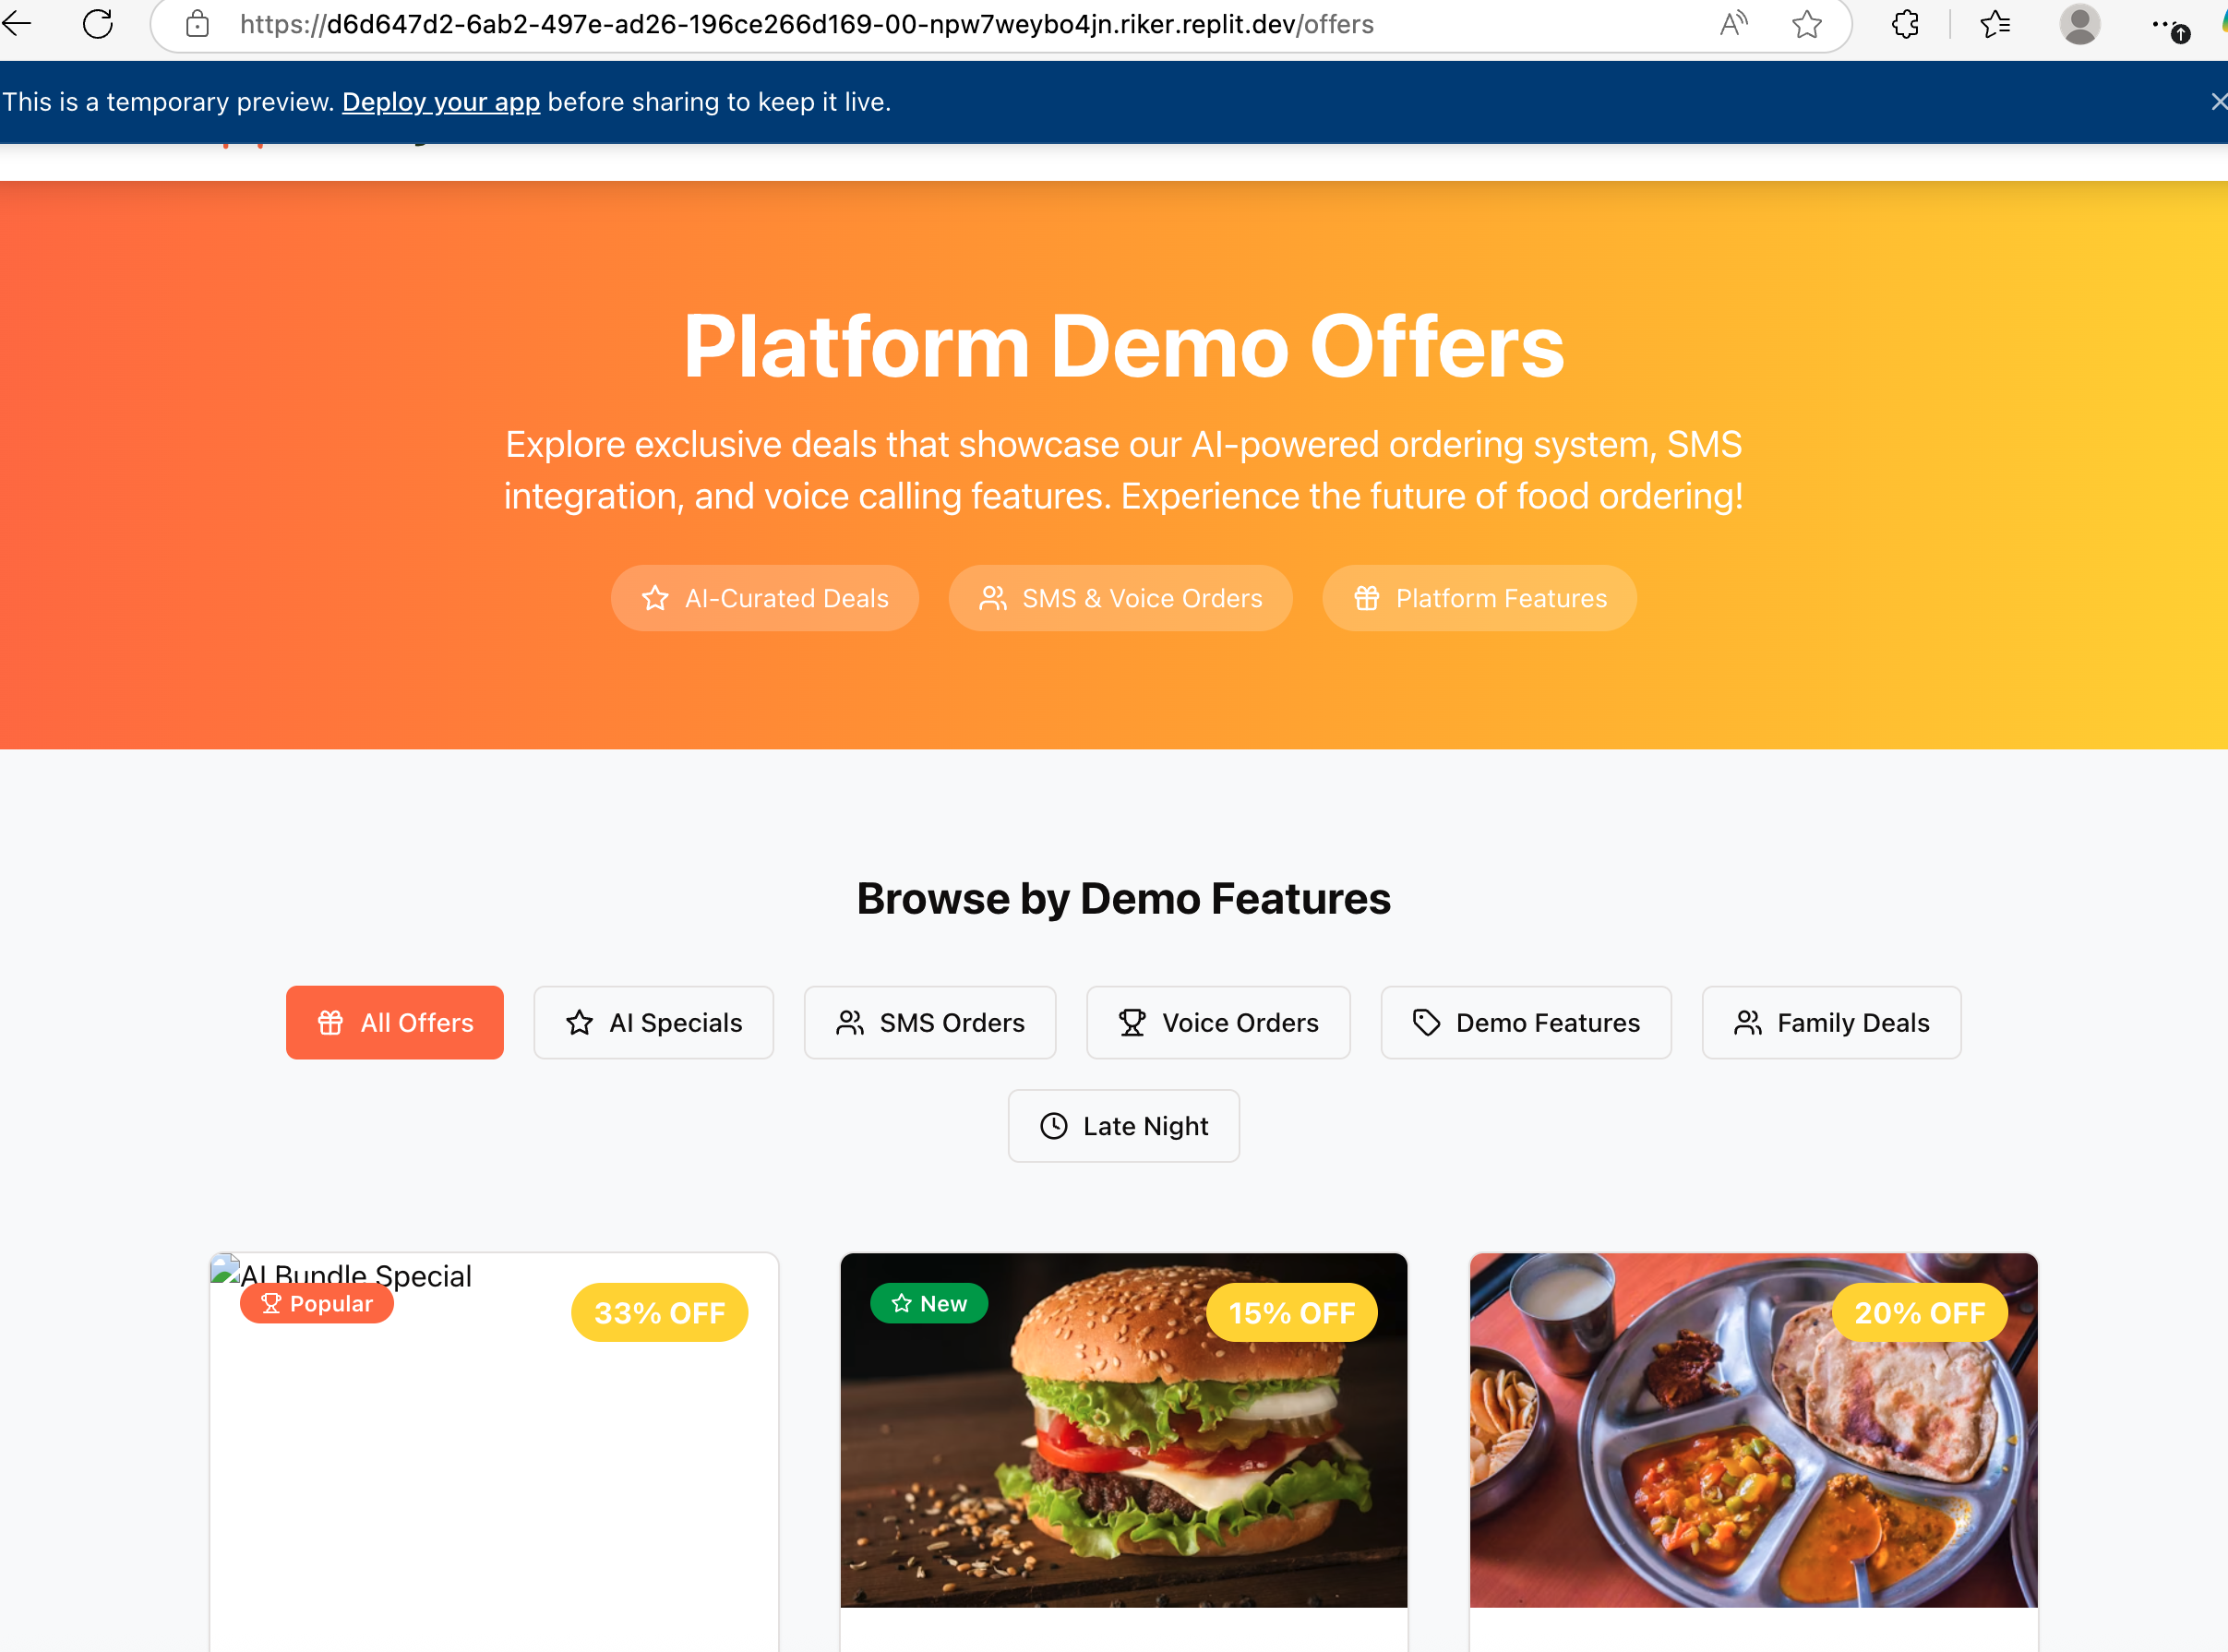 https://d6d647d2-6ab2-497e-ad26-196ce266d169-00-npw7weybo4jn.riker.replit.dev/offers
This is a temporary preview. Deploy your app before sharing to keep it live.
Platform Demo Offers
Explore exclusive deals that showcase our AI-powered ordering system, SMS
integration, and voice calling features. Experience the future of food ordering!
AI-Curated Deals
SMS & Voice Orders
Platform Features
Browse by Demo Features
All Offers
AI Specials
SMS Orders
Voice Orders
Demo Features
Family Deals
Late Night
AI Bundle Special
Popular
33% OFF
New
15% OFF
20% OFF